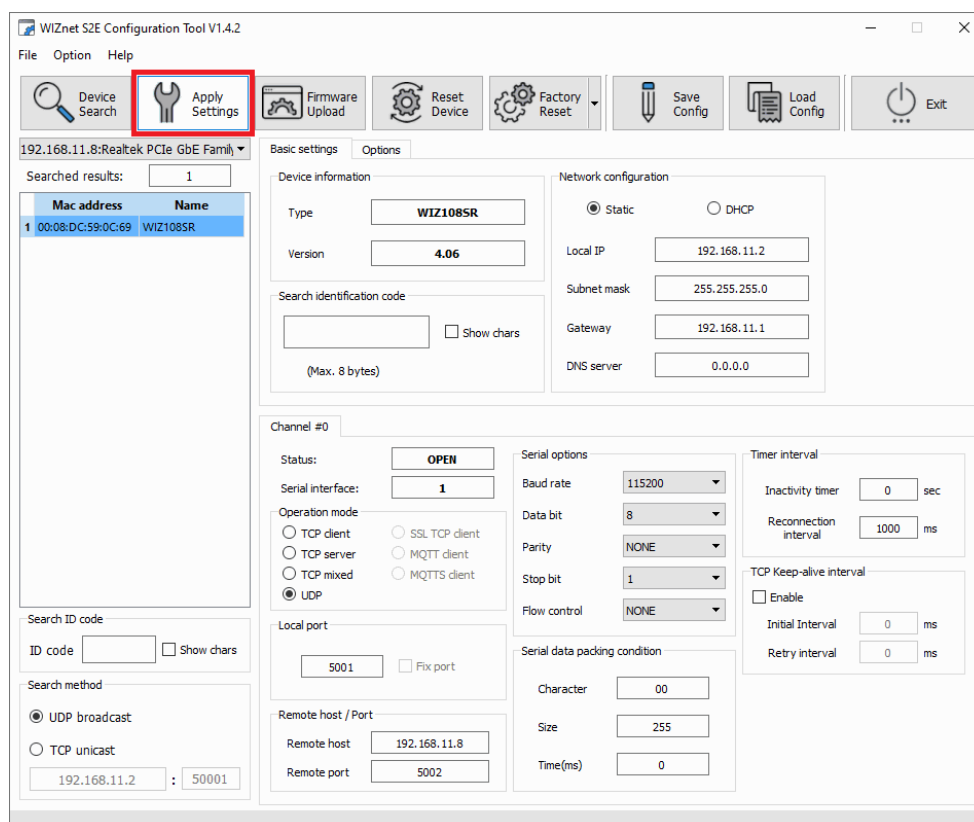 WIZnet S2E Configuration Tool V1.4.2
File Option Help
Device Search
Apply Settings
Firmware Upload
Reset Device
Factory Reset
Save Config
Load Config
Exit
192.168.11.8:Realtek PCIe GbE Family
Searched results: 1
Mac address Name
1 00:08:DC:59:0C:69 WIZ108SR
Search ID code
ID code Show chars
Search method
UDP broadcast
TCP unicast
192.168.11.2 : 50001
Basic settings Options
Device information
Type WIZ108SR
Version 4.06
Search identification code
Show chars
(Max. 8 bytes)
Network configuration
Static DHCP
Local IP 192.168.11.2
Subnet mask 255.255.255.0
Gateway 192.168.11.1
DNS server 0.0.0.0
Channel #0
Status: OPEN
Serial interface: 1
Operation mode
TCP client SSL TCP client
TCP server MQTT client
TCP mixed MQTTS client
UDP
Local port
5001 Fix port
Remote host / Port
Remote host 192.168.11.8
Remote port 5002
Serial options
Baud rate 115200
Data bit 8
Parity NONE
Stop bit 1
Flow control NONE
Serial data packing condition
Character 00
Size 255
Time(ms) 0
Timer interval
Inactivity timer 0 sec
Reconnection
interval 1000 ms
TCP Keep-alive interval
Enable
Initial Interval 0 ms
Retry interval 0 ms